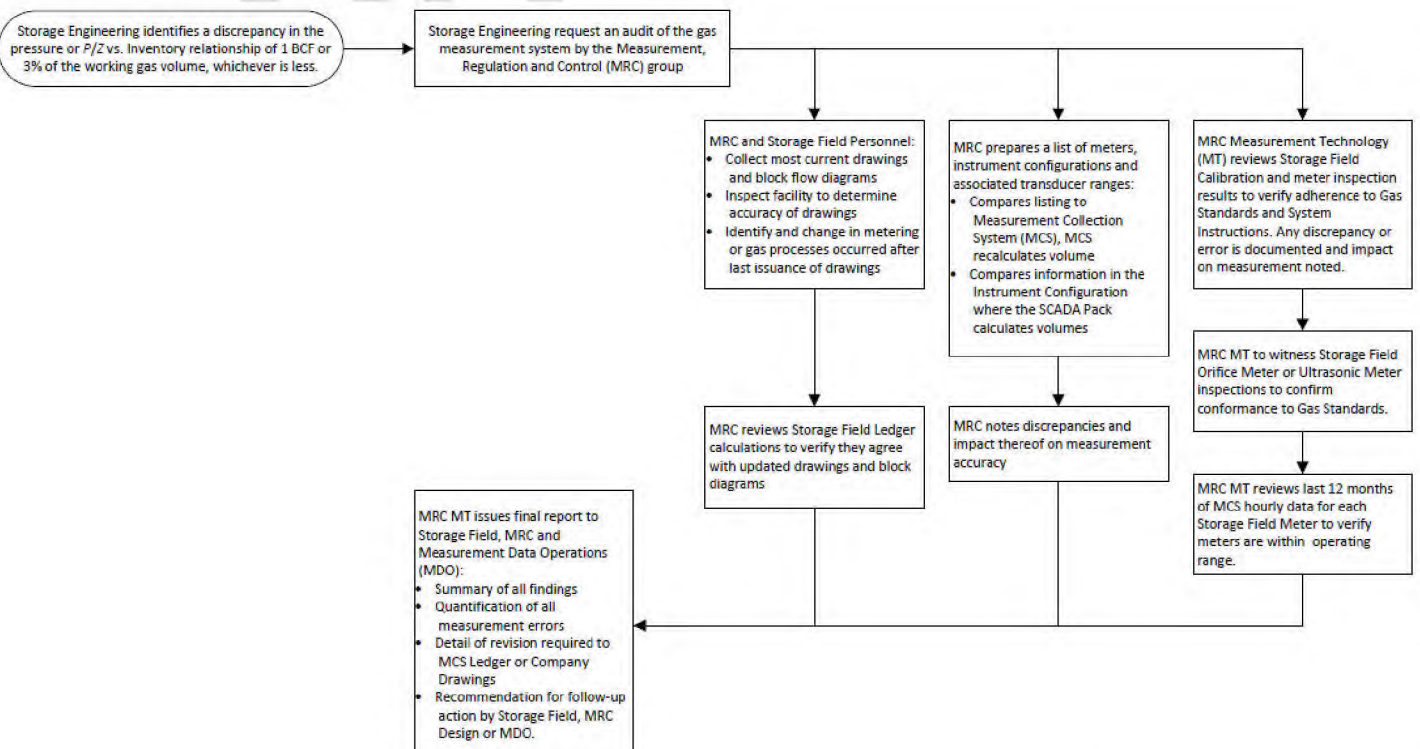 Storage Engineering identifies a discrepancy in the
pressure or P/Z vs. Inventory relationship of 1 BCF or
3% of the working gas volume, whichever is less.
Storage Engineering request an audit of the gas
measurement system by the Measurement,
Regulation and Control (MRC) group
MRC and Storage Field Personnel:
• Collect most current drawings
and block flow diagrams
• Inspect facility to determine
accuracy of drawings
• Identify and change in metering
or gas processes occurred after
last issuance of drawings
MRC prepares a list of meters,
instrument configurations and
associated transducer ranges:
• Compares listing to
Measurement Collection
System (MCS), MCS
recalculates volume
• Compares information in the
Instrument Configuration
where the SCADA Pack
calculates volumes
MRC Measurement Technology
(MT) reviews Storage Field
Calibration and meter inspection
results to verify adherence to Gas
Standards and System
Instructions. Any discrepancy or
error is documented and impact
on measurement noted.
MRC MT to witness Storage Field
Orifice Meter or Ultrasonic Meter
inspections to confirm
conformance to Gas Standards.
MRC reviews Storage Field Ledger
calculations to verify they agree
with updated drawings and block
diagrams
MRC notes discrepancies and
impact thereof on measurement
accuracy
MRC MT reviews last 12 months
of MCS hourly data for each
Storage Field Meter to verify
meters are within operating
range.
MRC MT issues final report to
Storage Field, MRC and
Measurement Data Operations
(MDO):
• Summary of all findings
• Quantification of all
measurement errors
• Detail of revision required to
MCS Ledger or Company
Drawings
• Recommendation for follow-up
action by Storage Field, MRC
Design or MDO.